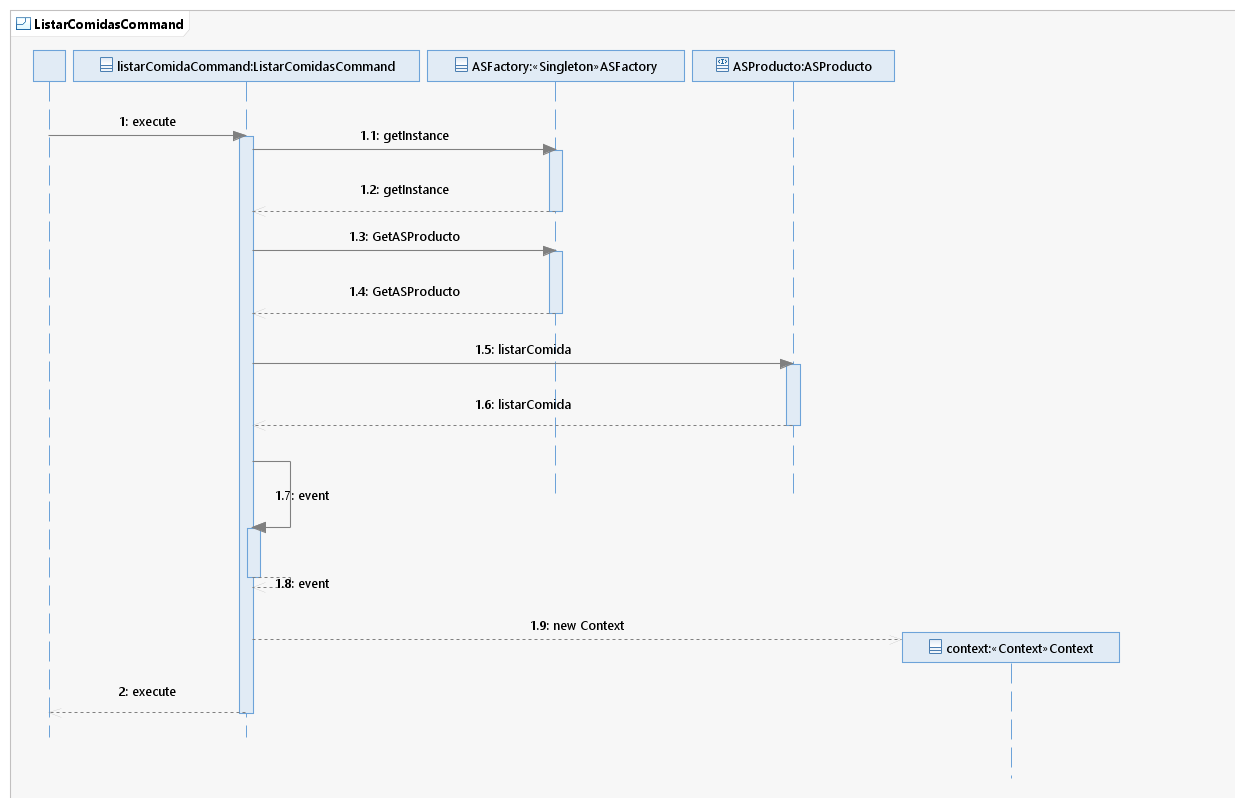 ListarComidasCommand
listarComidaCommand:ListarComidasCommand
ASFactory:«Singleton»ASFactory
ASProducto:ASProducto
1: execute
1.1: getInstance
1.2: getInstance
1.3: GetASProducto
1.4: GetASProducto
1.5: listarComida
1.6: listarComida
1.7: event
1.8: event
1.9: new Context
context:«Context»Context
2: execute